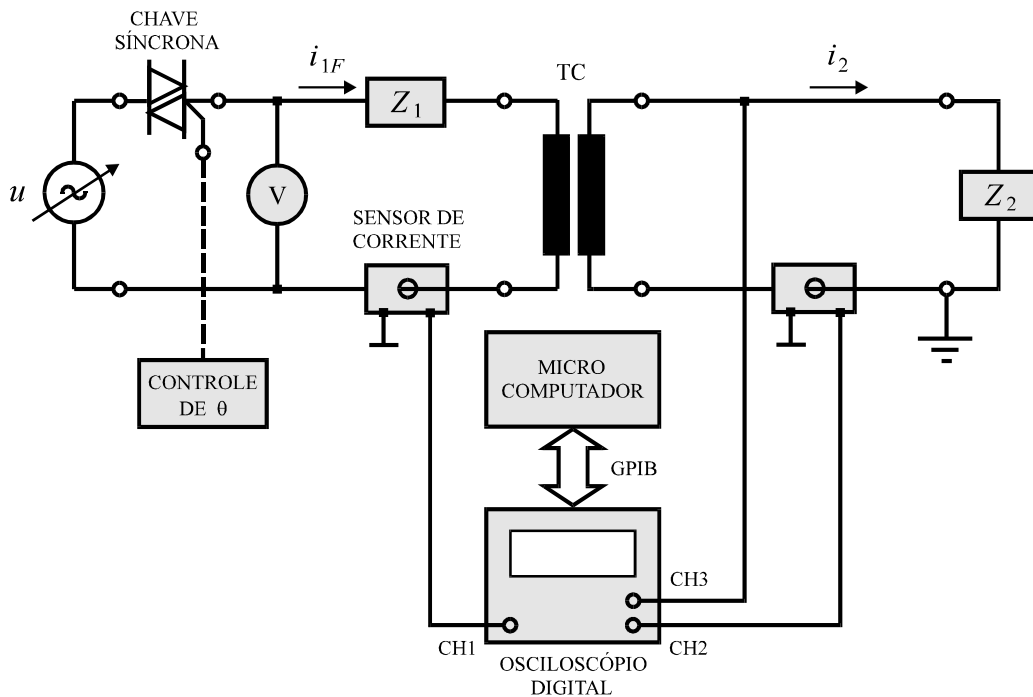 CHAVE
SÍNCRONA
i1F
TC
i2
Z1
u
V
SENSOR DE
CORRENTE
Z2
CONTROLE
DE θ
MICRO
COMPUTADOR
GPIB
CH3
CH1
CH2
OSCILOSCÓPIO
DIGITAL